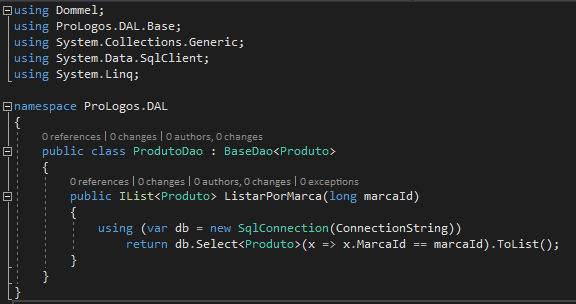 using Dommel;
using ProLogos.DAL.Base;
using System.Collections.Generic;
using System.Data.SqlClient;
using System.Linq;
namespace ProLogos.DAL
{
0 references | 0 changes | 0 authors, 0 changes
public class ProdutoDao : BaseDao<Produto>
{
0 references | 0 changes | 0 authors, 0 changes | 0 exceptions
public IList<Produto> ListarPorMarca(long marcaId)
{
using (var db = new SqlConnection(ConnectionString))
return db.Select<Produto>(x => x.MarcaId == marcaId).ToList();
}
}
}